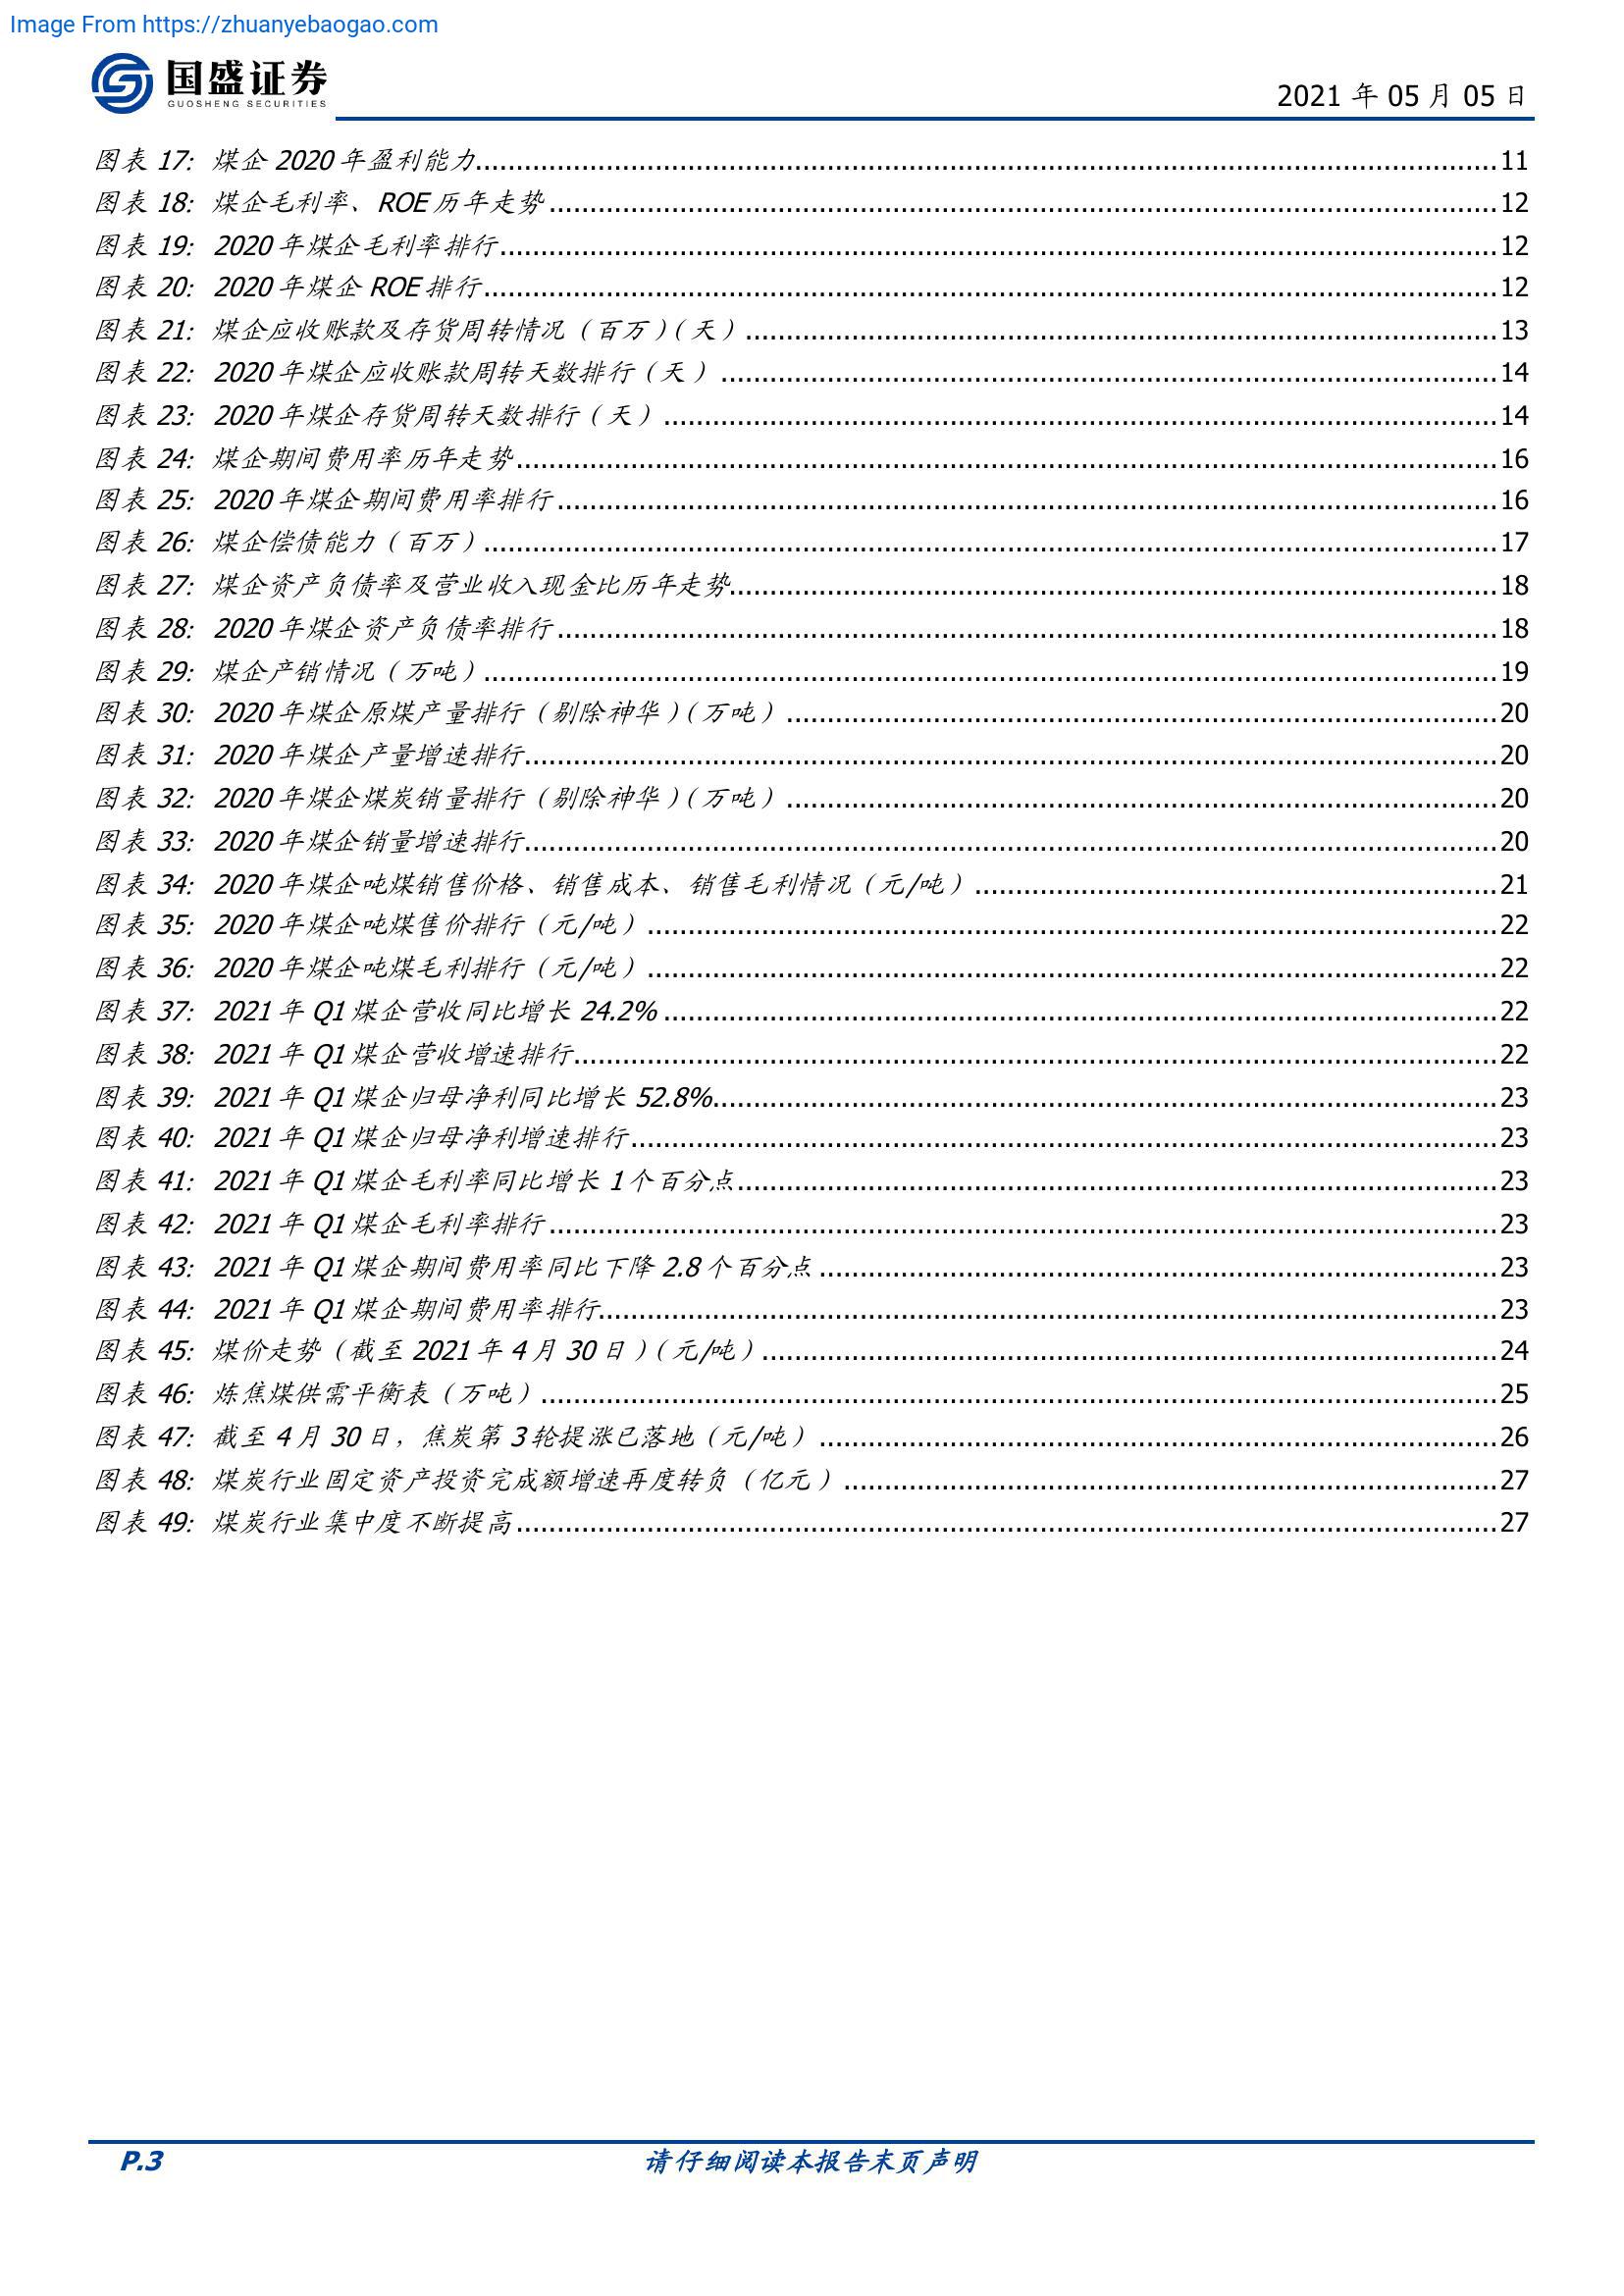 Image From https://zhuanyebaogao.com
国盛证券
GUOSHENG SECURITIES
2021 年 05 月 05 日
图表 17: 煤企 2020 年盈利能力 11
图表 18: 煤企毛利率、ROE 历年走势 12
图表 19: 2020 年煤企毛利率排行 12
图表 20: 2020 年煤企 ROE 排行 12
图表 21: 煤企应收账款及存货周转情况（百万）（天） 13
图表 22: 2020 年煤企应收账款周转天数排行（天） 14
图表 23: 2020 年煤企存货周转天数排行（天） 14
图表 24: 煤企期间费用率历年走势 16
图表 25: 2020 年煤企期间费用率排行 16
图表 26: 煤企偿债能力（百万） 17
图表 27: 煤企资产负债率及营业收入现金比历年走势 18
图表 28: 2020 年煤企资产负债率排行 18
图表 29: 煤企产销情况（万吨） 19
图表 30: 2020 年煤企原煤产量排行（剔除神华）（万吨） 20
图表 31: 2020 年煤企产量增速排行 20
图表 32: 2020 年煤企煤炭销量排行（剔除神华）（万吨） 20
图表 33: 2020 年煤企销量增速排行 20
图表 34: 2020 年煤企吨煤销售价格、销售成本、销售毛利情况（元/吨） 21
图表 35: 2020 年煤企吨煤售价排行（元/吨） 22
图表 36: 2020 年煤企吨煤毛利排行（元/吨） 22
图表 37: 2021 年 Q1 煤企营收同比增长 24.2% 22
图表 38: 2021 年 Q1 煤企营收增速排行 22
图表 39: 2021 年 Q1 煤企归母净利同比增长 52.8% 23
图表 40: 2021 年 Q1 煤企归母净利增速排行 23
图表 41: 2021 年 Q1 煤企毛利率同比增长 1 个百分点 23
图表 42: 2021 年 Q1 煤企毛利率排行 23
图表 43: 2021 年 Q1 煤企期间费用率同比下降 2.8 个百分点 23
图表 44: 2021 年 Q1 煤企期间费用率排行 23
图表 45: 煤价走势（截至 2021 年 4 月 30 日）（元/吨） 24
图表 46: 炼焦煤供需平衡表（万吨） 25
图表 47: 截至 4 月 30 日，焦炭第 3 轮提涨已落地（元/吨） 26
图表 48: 煤炭行业固定资产投资完成额增速再度转负（亿元） 27
图表 49: 煤炭行业集中度不断提高 27
P.3 请仔细阅读本报告末页声明